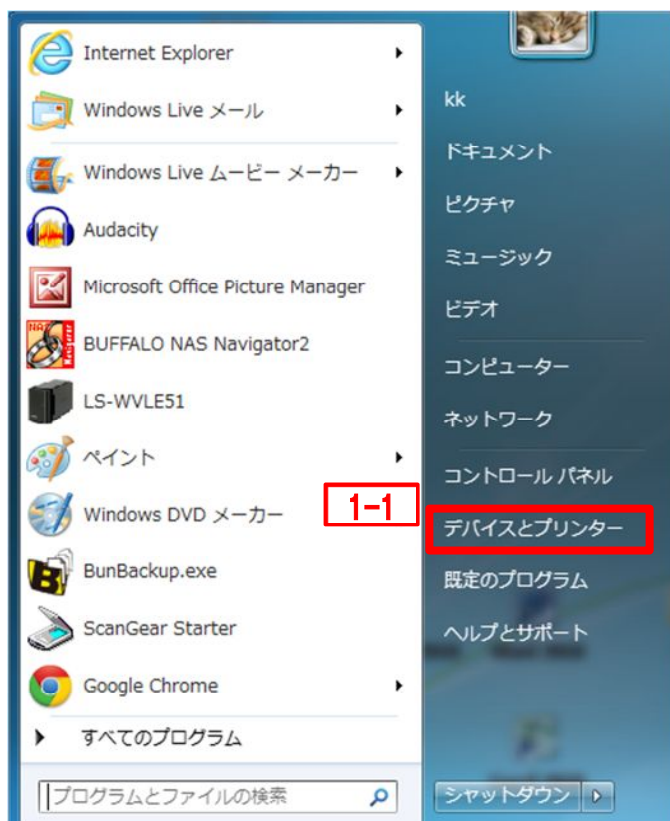 Internet Explorer
Windows Live メール
Windows Live ムービー メーカー
Audacity
Microsoft Office Picture Manager
NAS
Navigator
BUFFALO NAS Navigator2
LS-WVLE51
ペイント
Windows DVD メーカー
BunBackup.exe
ScanGear Starter
Google Chrome
すべてのプログラム
プログラムとファイルの検索
1-1
kk
ドキュメント
ピクチャ
ミュージック
ビデオ
コンピューター
ネットワーク
コントロール パネル
デバイスとプリンター
既定のプログラム
ヘルプとサポート
シャットダウン